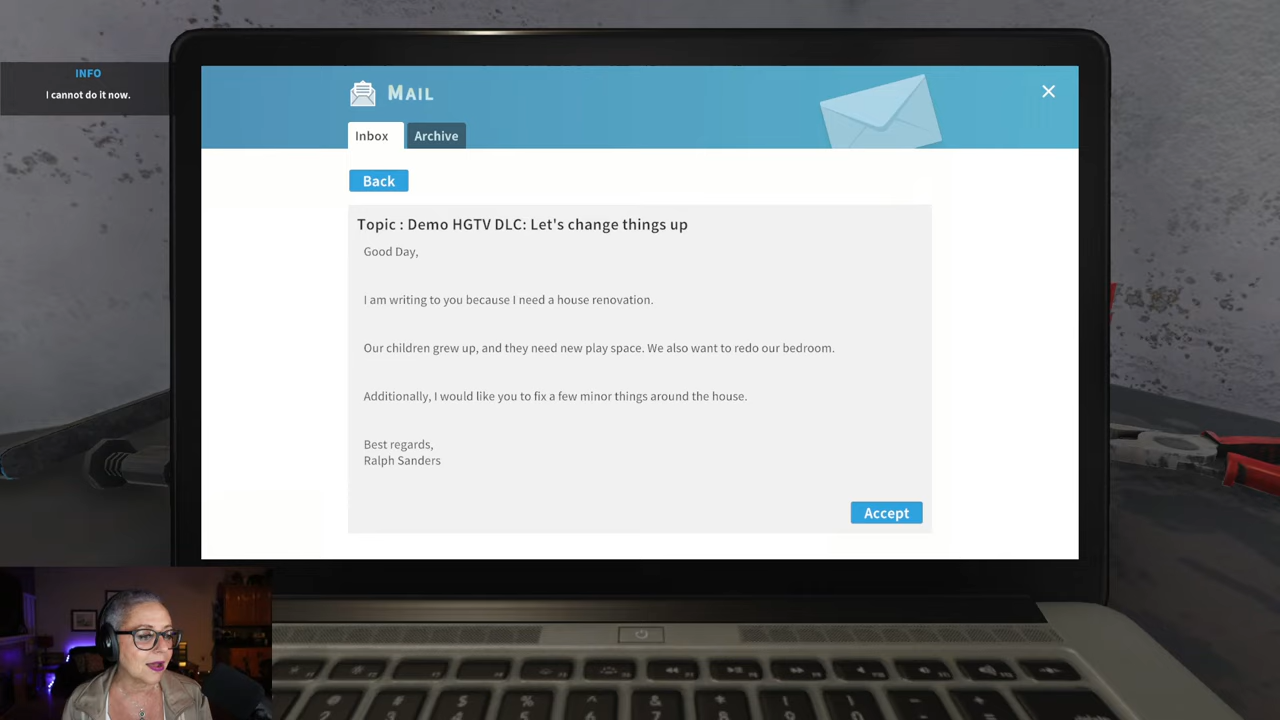 INFO
I cannot do it now.
MAIL
Inbox
Archive
Back
Topic : Demo HGTV DLC: Let's change things up
Good Day,
I am writing to you because I need a house renovation.
Our children grew up, and they need new play space. We also want to redo our bedroom.
Additionally, I would like you to fix a few minor things around the house.
Best regards,
Ralph Sanders
Accept